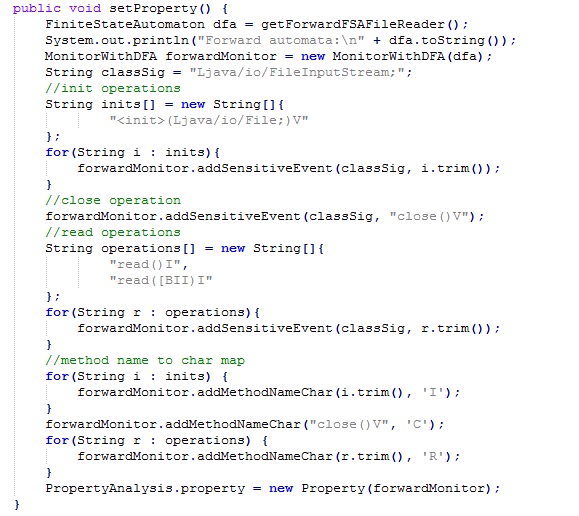 public void setProperty() {
    FiniteStateAutomaton dfa = getForwardFSAFileReader();
    System.out.println("Forward automata:\n" + dfa.toString());
    MonitorWithDFA forwardMonitor = new MonitorWithDFA(dfa);
    String classSig = "Ljava/io/FileInputStream;";
    //init operations
    String inits[] = new String[]{
            "<init>(Ljava/io/File;)V"
    };
    for(String i : inits){
        forwardMonitor.addSensitiveEvent(classSig, i.trim());
    }
    //close operation
    forwardMonitor.addSensitiveEvent(classSig, "close()V");
    //read operations
    String operations[] = new String[]{
            "read()I",
            "read([BII)I"
    };
    for(String r : operations){
        forwardMonitor.addSensitiveEvent(classSig, r.trim());
    }
    //method name to char map
    for(String i : inits) {
        forwardMonitor.addMethodNameChar(i.trim(), 'I');
    }
    forwardMonitor.addMethodNameChar("close()V", 'C');
    for(String r : operations) {
        forwardMonitor.addMethodNameChar(r.trim(), 'R');
    }
    PropertyAnalysis.property = new Property(forwardMonitor);
}